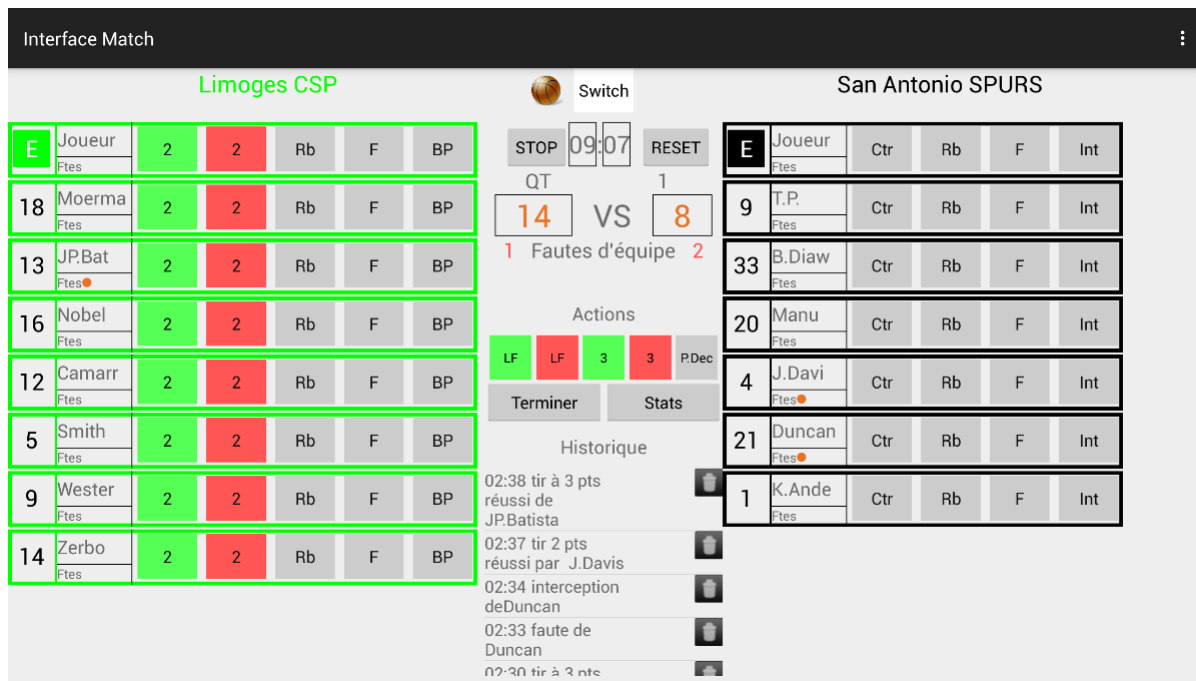 Interface Match
Limoges CSP
Switch
San Antonio SPURS
E Joueur Ftes 2 2 Rb F BP
18 Moerma Ftes 2 2 Rb F BP
13 JP.Bat Ftes 2 2 Rb F BP
16 Nobel Ftes 2 2 Rb F BP
12 Camarr Ftes 2 2 Rb F BP
5 Smith Ftes 2 2 Rb F BP
9 Wester Ftes 2 2 Rb F BP
14 Zerbo Ftes 2 2 Rb F BP
STOP 09:07 RESET
QT 1
14 VS 8
1 Fautes d'équipe 2
Actions
LF LF 3 3 P.Dec
Terminer Stats
Historique
02:38 tir à 3 pts
réussi de
JP.Batista
02:37 tir 2 pts
réussi par J.Davis
02:34 interception
deDuncan
02:33 faute de
Duncan
02:30 tir à 3 pts
E Joueur Ftes Ctr Rb F Int
9 T.P. Ftes Ctr Rb F Int
33 B.Diaw Ftes Ctr Rb F Int
20 Manu Ftes Ctr Rb F Int
4 J.Davi Ftes Ctr Rb F Int
21 Duncan Ftes Ctr Rb F Int
1 K.Ande Ftes Ctr Rb F Int